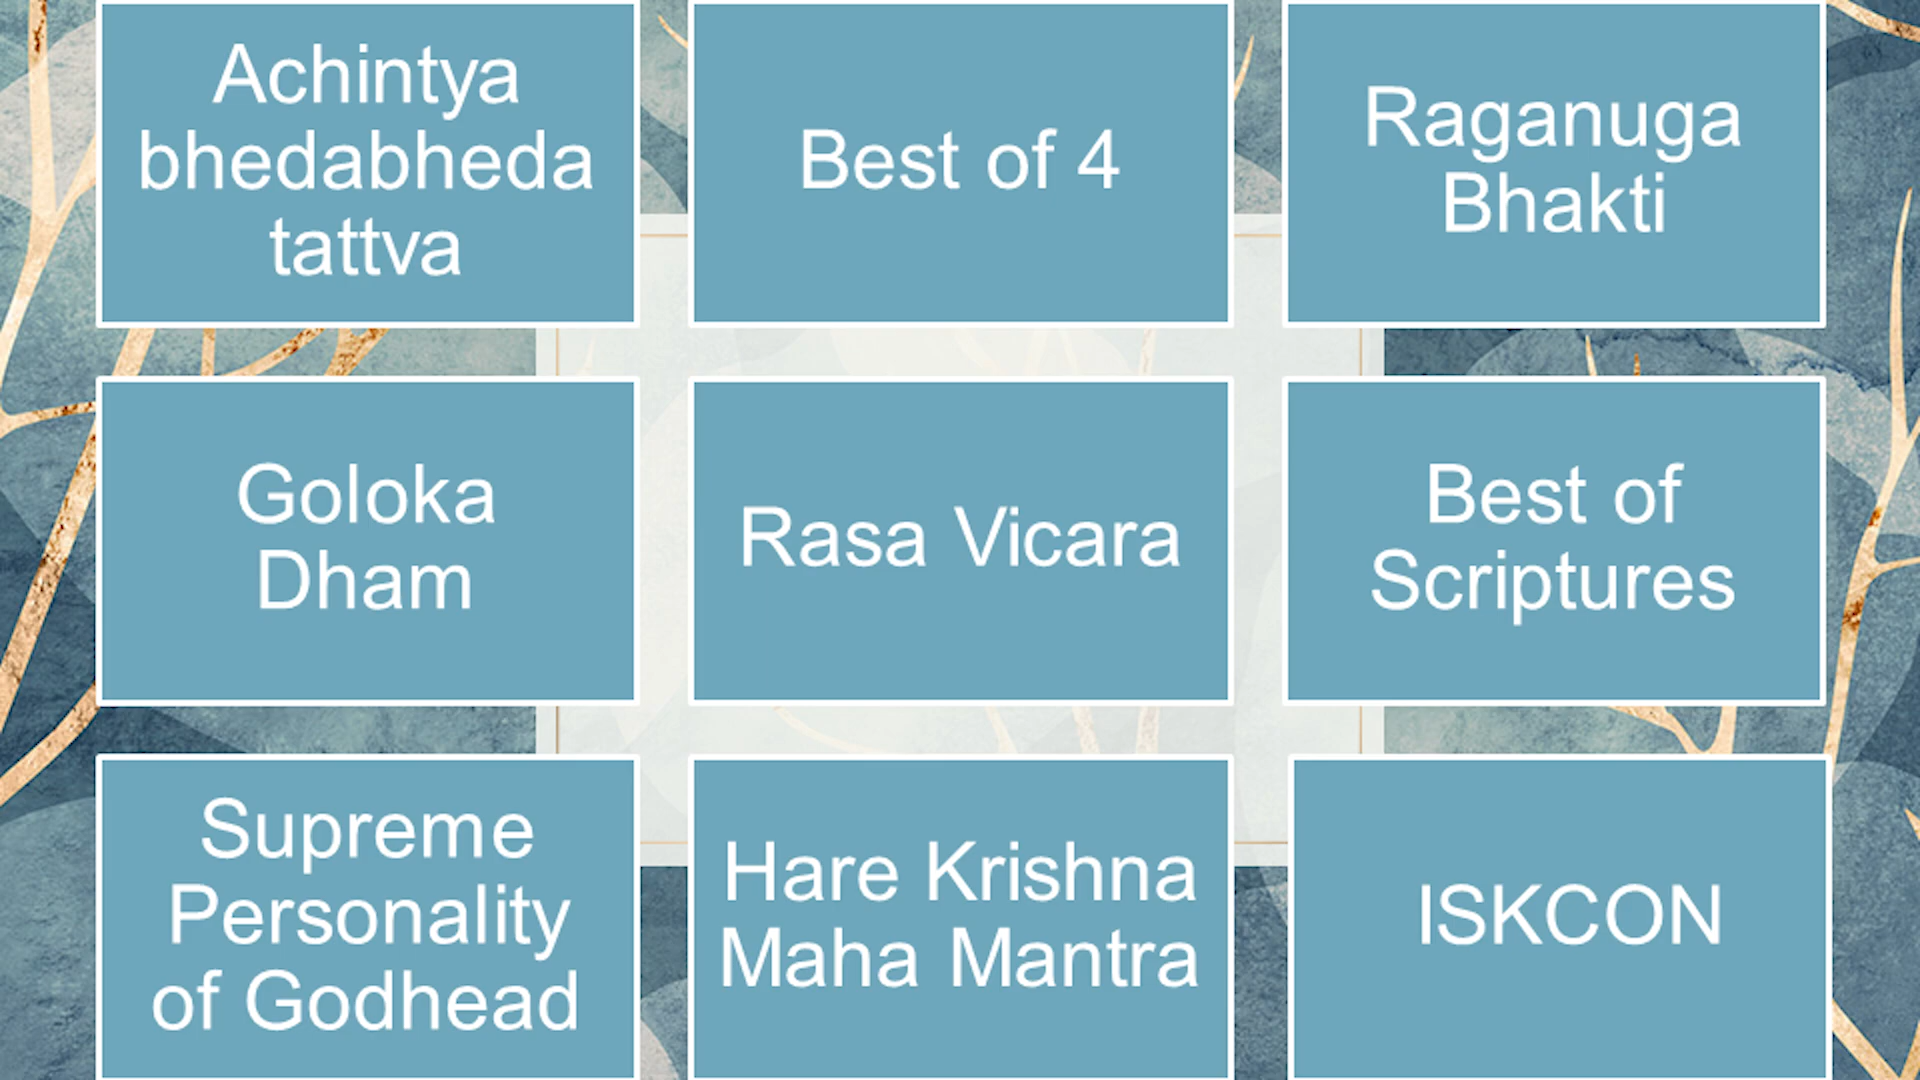 Achintya
bhedabheda
tattva
Best of 4
Raganuga
Bhakti
Goloka
Dham
Rasa Vicara
Best of
Scriptures
Supreme
Personality
of Godhead
Hare Krishna
Maha Mantra
ISKCON